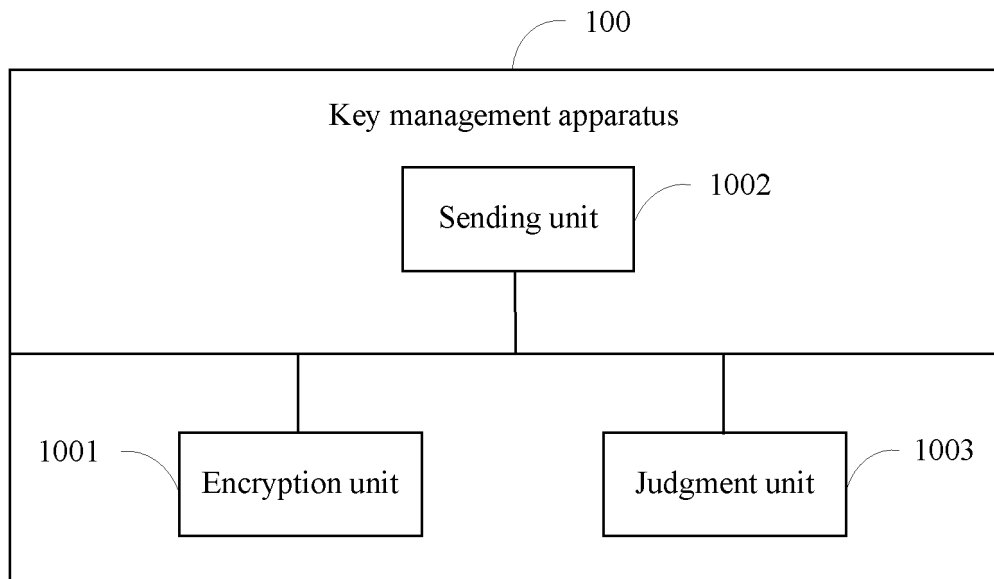 100
Key management apparatus
1002
Sending unit
1001
Encryption unit
Judgment unit
1003